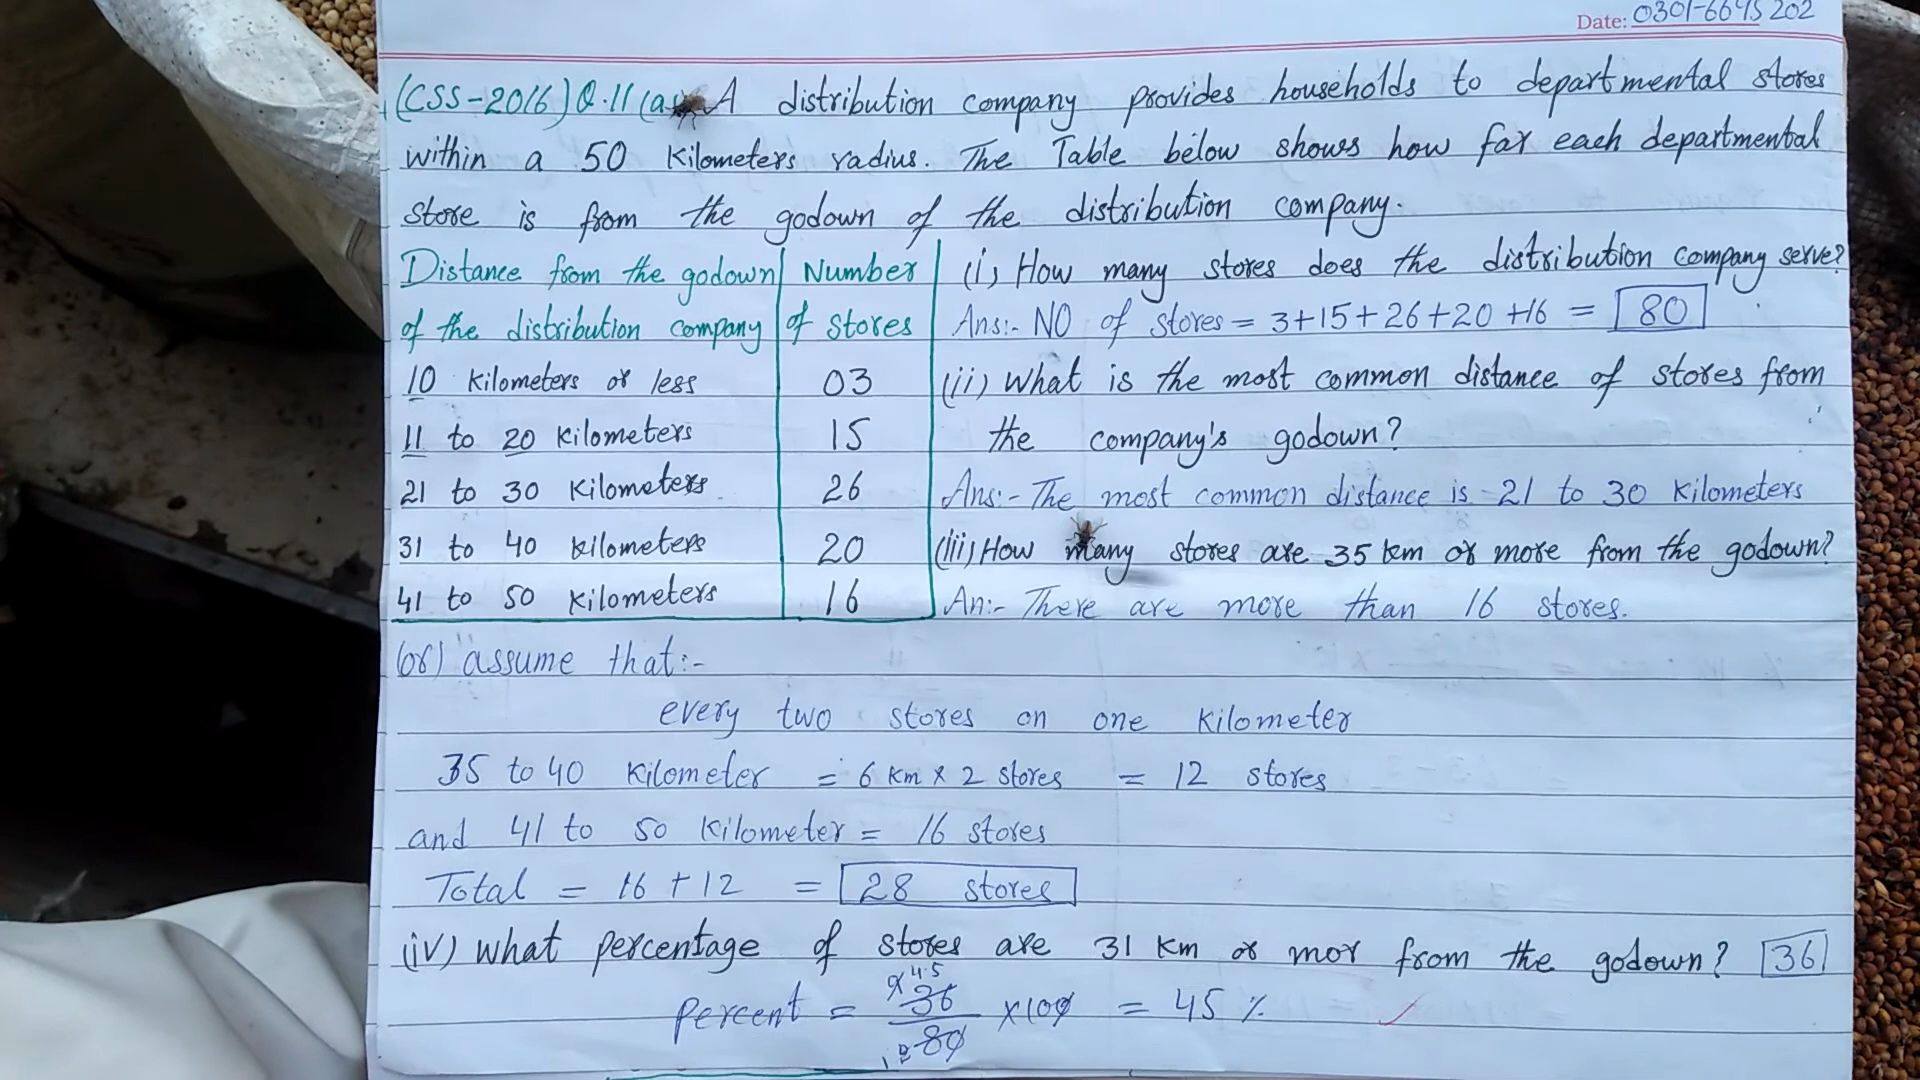 Date: 0301-6645202
(CSS-2016) Q.11 (a) A distribution company provides households to departmental stores
within a 50 Kilometers radius. The Table below shows how far each departmental
store is from the godown of the distribution company.
Distance from the godown of the distribution company
Number of Stores
10 Kilometers or less 03
11 to 20 Kilometers 15
21 to 30 Kilometers 26
31 to 40 kilometers 20
41 to 50 Kilometers 16
(i) How many stores does the distribution company serve?
Ans:- NO of stores = 3+15+26+20+16 = 80
(ii) What is the most common distance of stores from
the company's godown?
Ans:- The most common distance is 21 to 30 Kilometers
(iii) How many stores are 35 km or more from the godown?
An:- There are more than 16 stores.
(or) assume that:-
every two stores on one Kilometer
35 to 40 Kilometer = 6 Km x 2 stores = 12 stores
and 41 to 50 Kilometer = 16 stores
Total = 16 + 12 = 28 stores
(iv) What percentage of stores are 31 Km or mor from the godown? 36
Percent = 36/80 x100 = 45 %